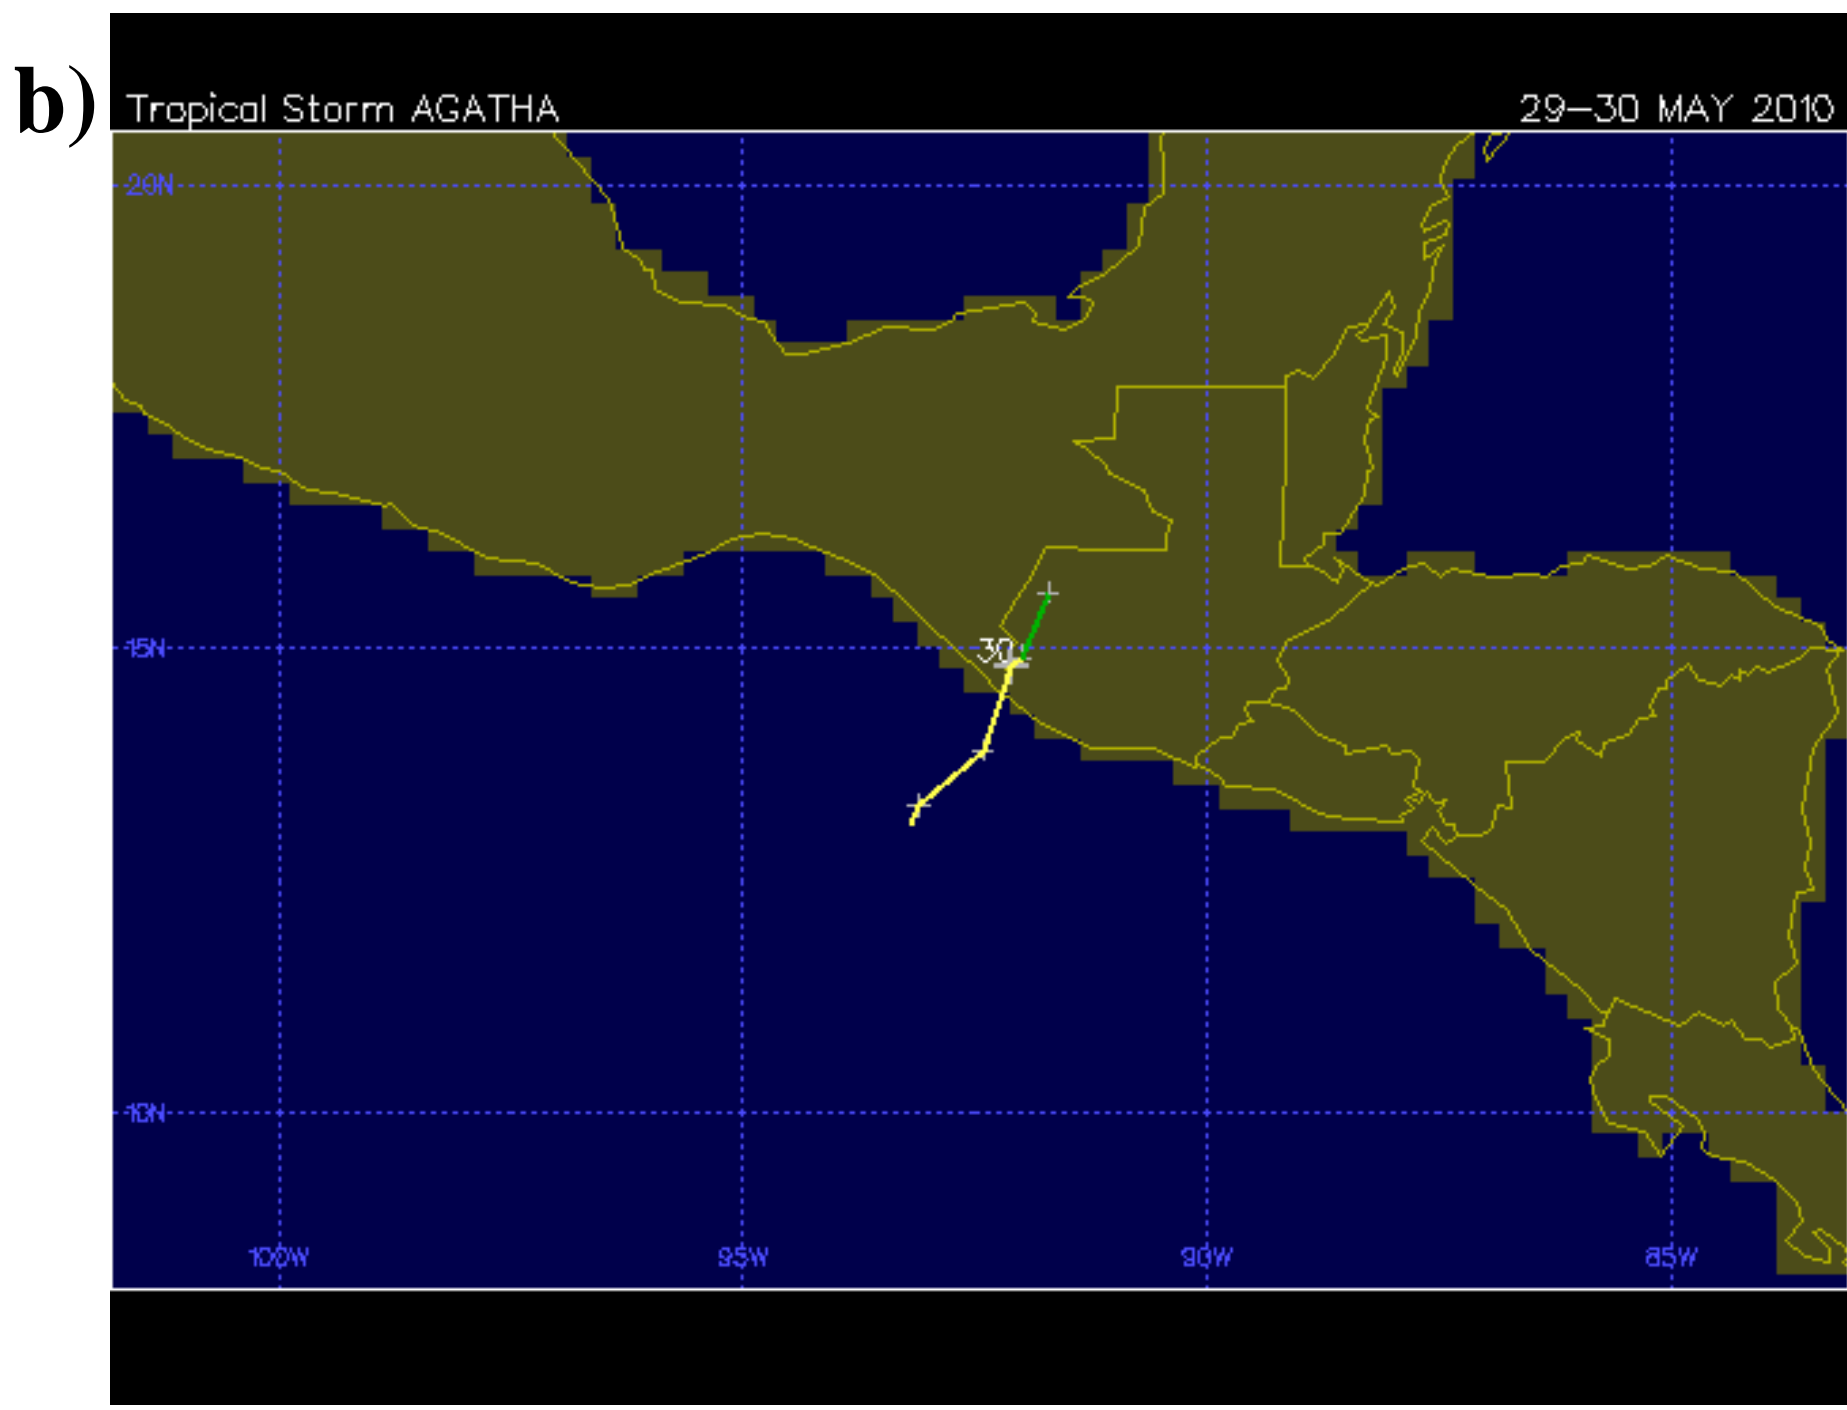 b)
Tropical Storm AGATHA
29-30 MAY 2010
20N
30
15N
10N
100W 95W 90W 85W